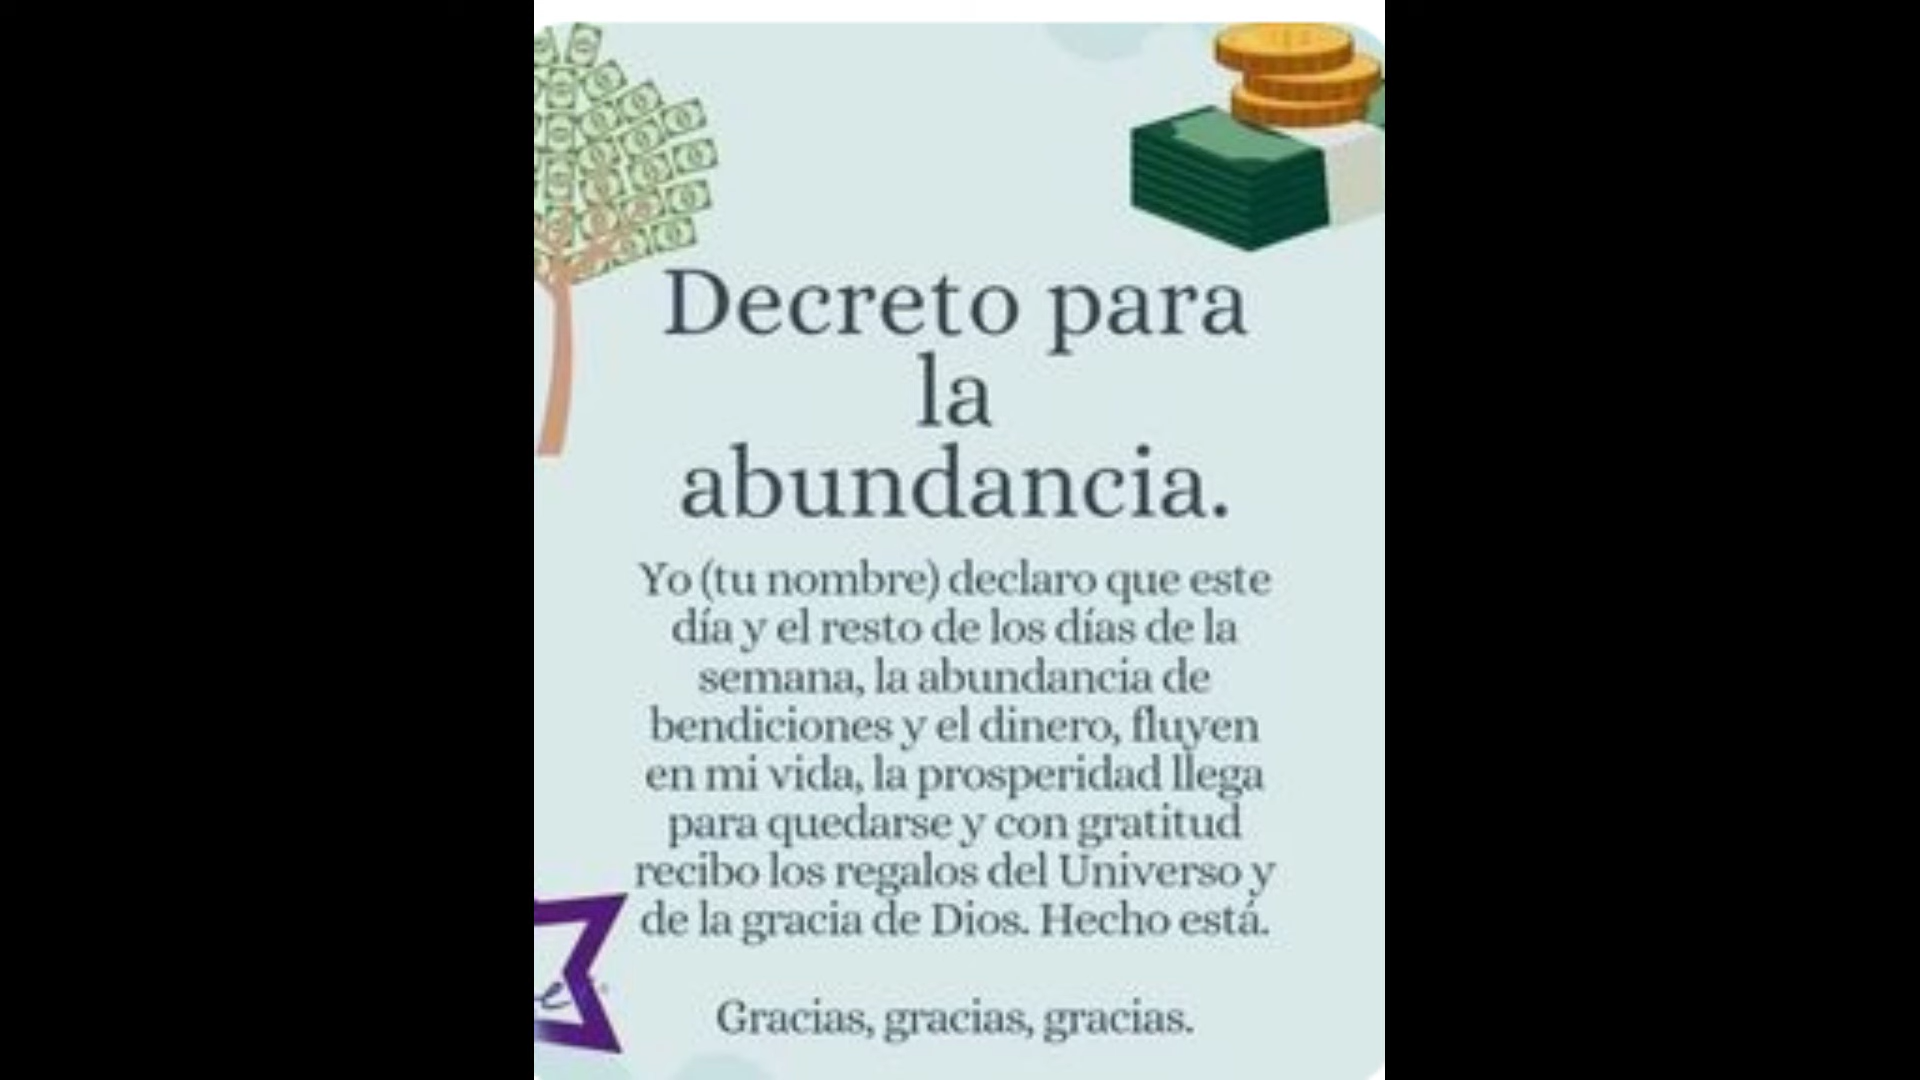 Decreto para
la
abundancia.
Yo (tu nombre) declaro que este
día y el resto de los días de la
semana, la abundancia de
bendiciones y el dinero, fluyen
en mi vida, la prosperidad llega
para quedarse y con gratitud
recibo los regalos del Universo y
de la gracia de Dios. Hecho está.
Gracias, gracias, gracias.